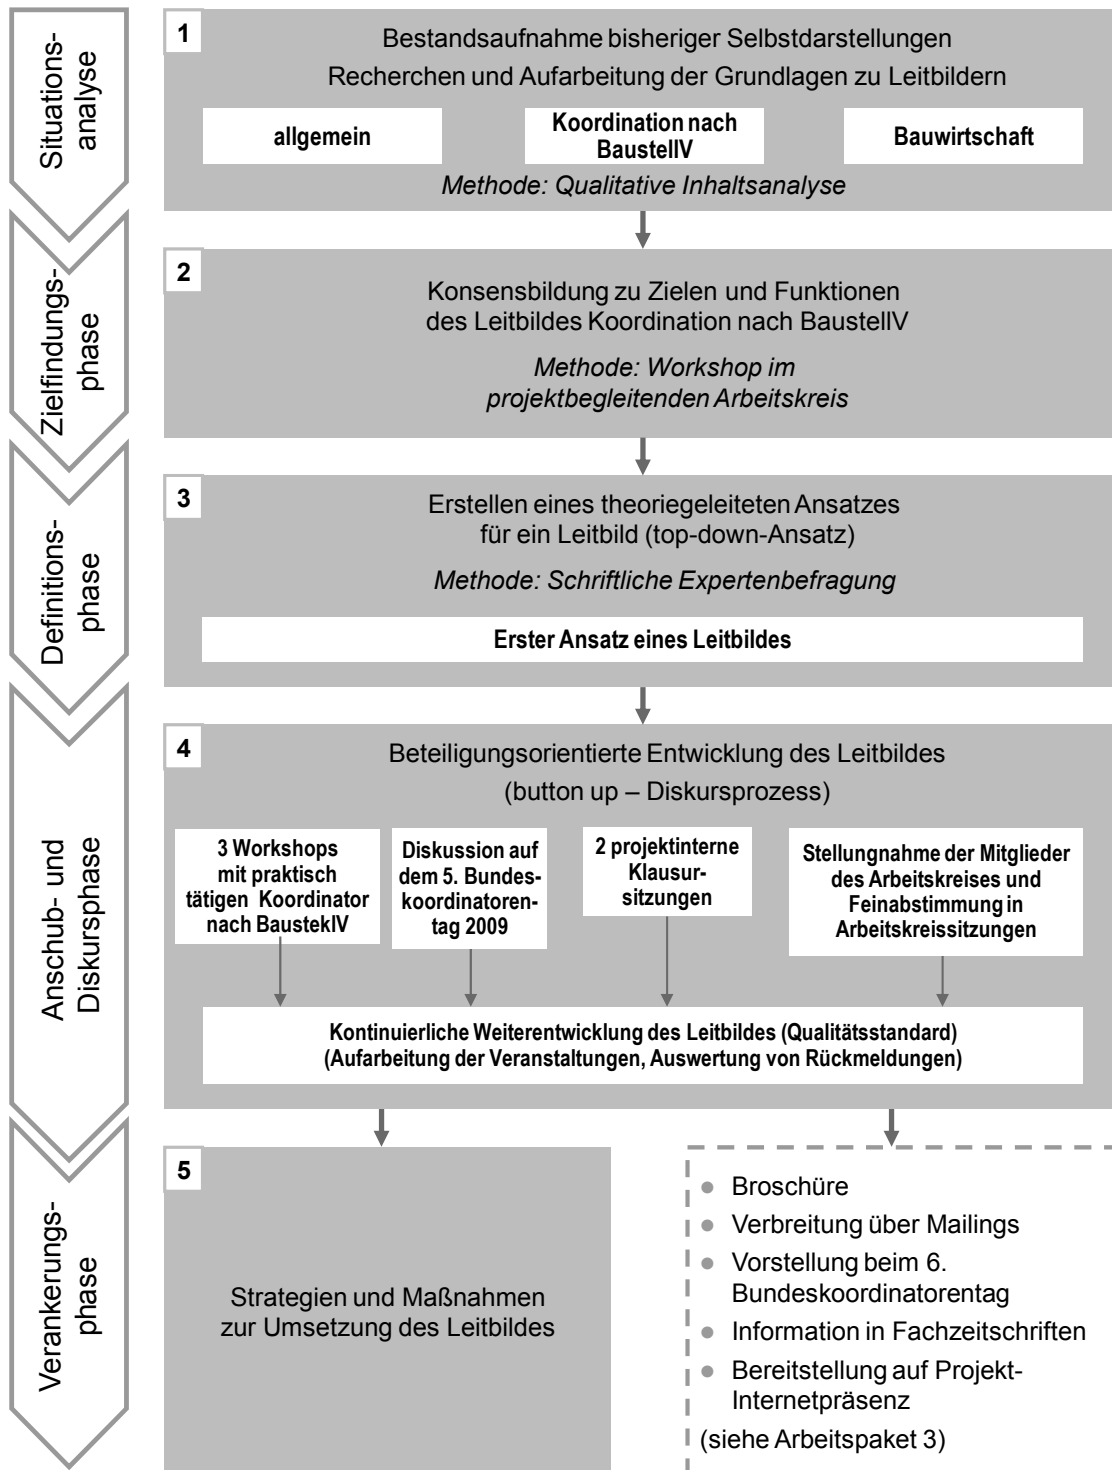 Situations-
analyse
1
Bestandsaufnahme bisheriger Selbstdarstellungen
Recherchen und Aufarbeitung der Grundlagen zu Leitbildern
allgemein
Koordination nach
BaustellV
Bauwirtschaft
Methode: Qualitative Inhaltsanalyse
Zielfindungs-
phase
2
Konsensbildung zu Zielen und Funktionen
des Leitbildes Koordination nach BaustellV
Methode: Workshop im
projektbegleitenden Arbeitskreis
Definitions-
phase
3
Erstellen eines theoriegeleiteten Ansatzes
für ein Leitbild (top-down-Ansatz)
Methode: Schriftliche Expertenbefragung
Erster Ansatz eines Leitbildes
Anschub- und
Diskursphase
4
Beteiligungsorientierte Entwicklung des Leitbildes
(button up – Diskursprozess)
3 Workshops
mit praktisch
tätigen Koordinator
nach BaustekIV
Diskussion auf
dem 5. Bundes-
koordinatoren-
tag 2009
2 projektinterne
Klausur-
sitzungen
Stellungnahme der Mitglieder
des Arbeitskreises und
Feinabstimmung in
Arbeitskreissitzungen
Kontinuierliche Weiterentwicklung des Leitbildes (Qualitätsstandard)
(Aufarbeitung der Veranstaltungen, Auswertung von Rückmeldungen)
Verankerungs-
phase
5
Strategien und Maßnahmen
zur Umsetzung des Leitbildes
● Broschüre
● Verbreitung über Mailings
● Vorstellung beim 6.
Bundeskoordinatorentag
● Information in Fachzeitschriften
● Bereitstellung auf Projekt-
Internetpräsenz
(siehe Arbeitspaket 3)